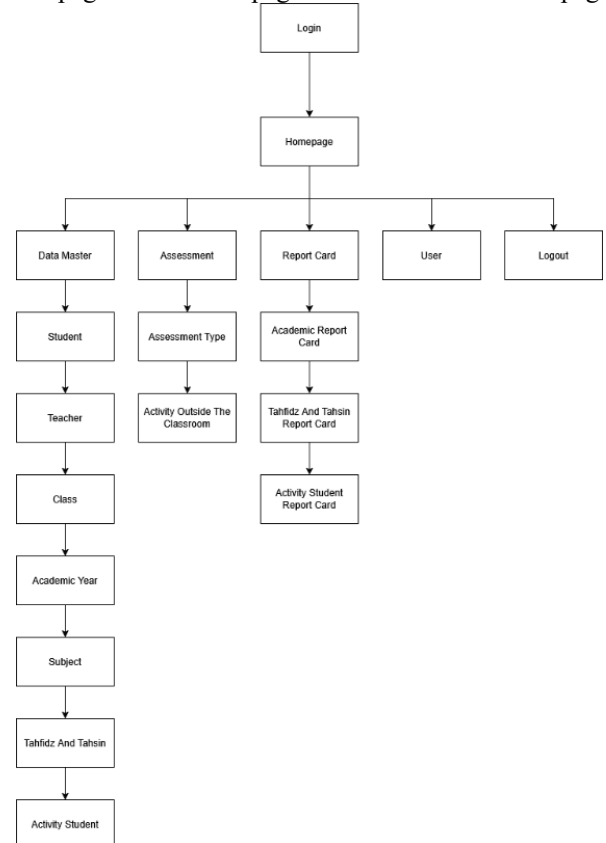 Login
Homepage
Data Master
Assessment
Report Card
User
Logout
Student
Assessment Type
Academic Report
Card
Teacher
Activity Outside The
Classroom
Tahfidz And Tahsin
Report Card
Class
Activity Student
Report Card
Academic Year
Subject
Tahfidz And Tahsin
Activity Student